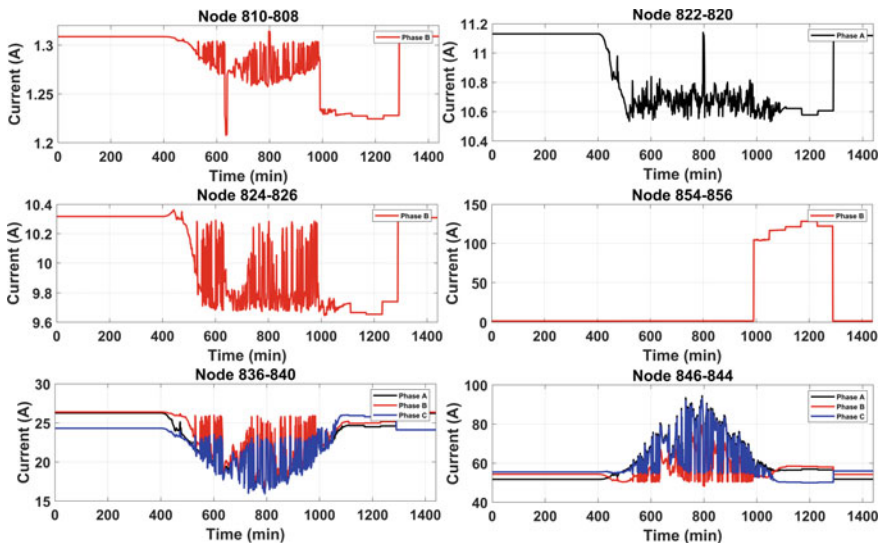 Node 810-808
Current (A)
1.3
1.25
1.2
Phase B
0 200 400 600 800 1000 1200 1400
Time (min)
Node 822-820
Current (A)
11.2
11
10.8
10.6
10.4
Phase A
0 200 400 600 800 1000 1200 1400
Time (min)
Node 824-826
Current (A)
10.4
10.2
10
9.8
9.6
Phase B
0 200 400 600 800 1000 1200 1400
Time (min)
Node 854-856
Current (A)
150
100
50
0
Phase B
0 200 400 600 800 1000 1200 1400
Time (min)
Node 836-840
Current (A)
30
25
20
15
Phase A
Phase B
Phase C
0 200 400 600 800 1000 1200 1400
Time (min)
Node 846-844
Current (A)
100
80
60
40
Phase A
Phase B
Phase C
0 200 400 600 800 1000 1200 1400
Time (min)